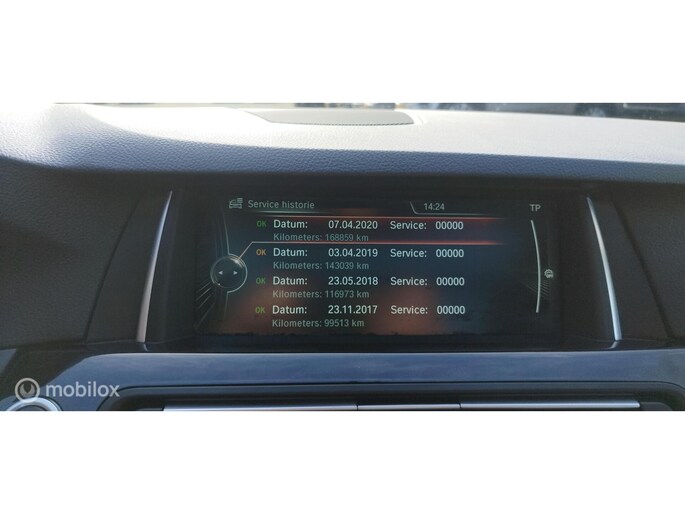 Service historie 14:24 TP
OK Datum: 07.04.2020 Service: 00000
Kilometers: 168859 km
OK Datum: 03.04.2019 Service: 00000
Kilometers: 143039 km
OK Datum: 23.05.2018 Service: 00000
Kilometers: 116973 km
OK Datum: 23.11.2017 Service: 00000
Kilometers: 99513 km
mobilox